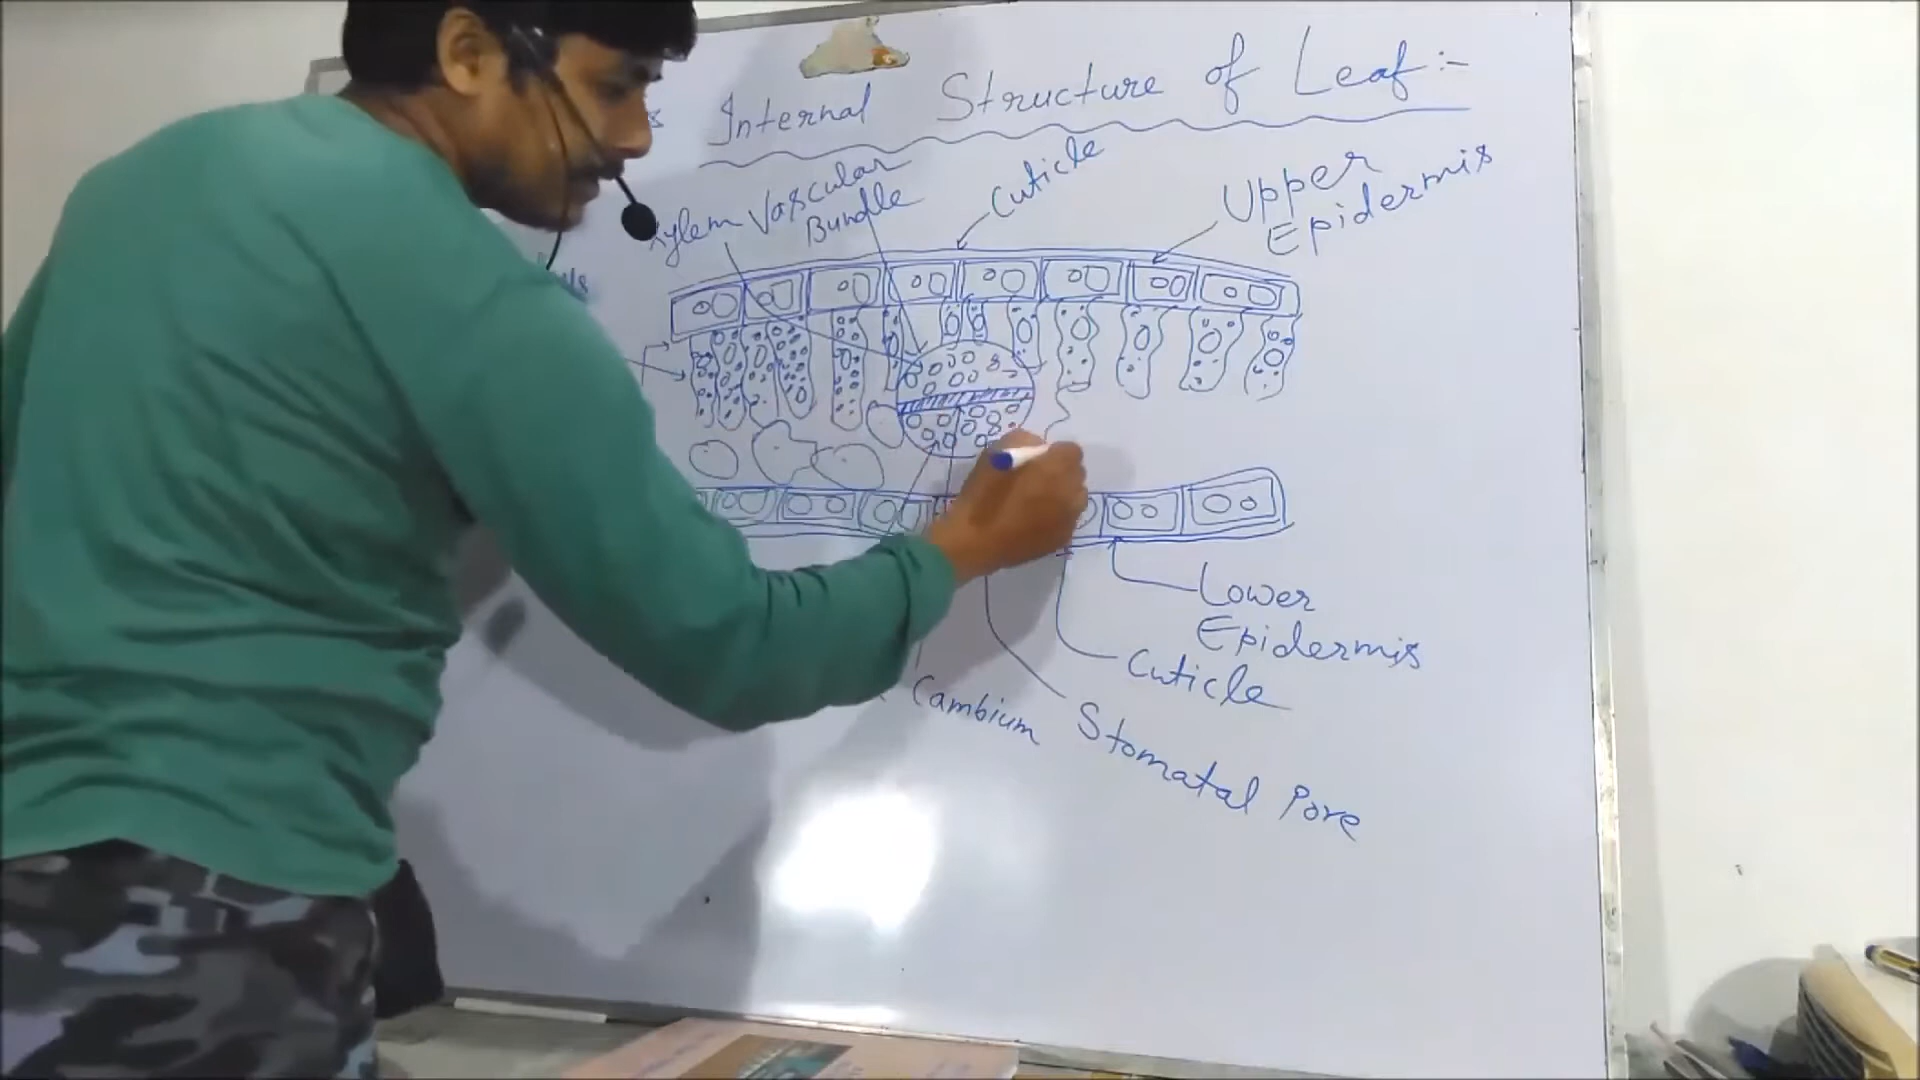 Internal Structure of Leaf :-
Xylem
Vascular
Bundle
Cuticle
Upper
Epidermis
Lower
Epidermis
Cuticle
Cambium
Stomatal Pore